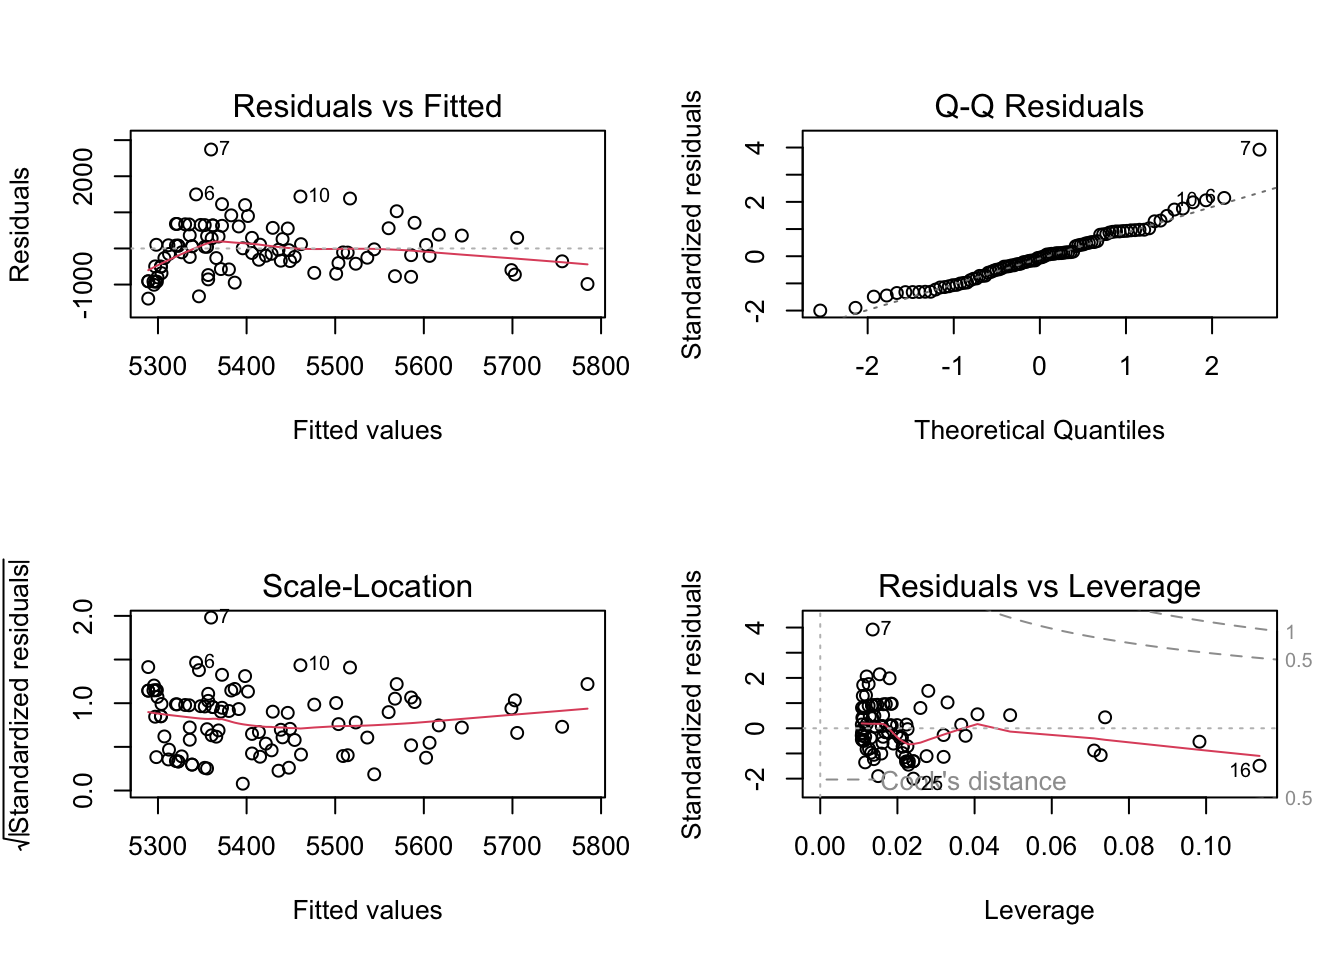 Residuals vs Fitted
Residuals
2000
-1000
7
6
10
5300 5400 5500 5600 5700 5800
Fitted values
Q-Q Residuals
Standardized residuals
4
2
0
-2
7
10 6
-2 -1 0 1 2
Theoretical Quantiles
Scale-Location
√|Standardized residuals|
2.0
1.0
0.0
7
6
10
5300 5400 5500 5600 5700 5800
Fitted values
Residuals vs Leverage
Standardized residuals
4
2
0
-2
7
1
0.5
16
Cook's distance
25
0.5
0.00 0.02 0.04 0.06 0.08 0.10
Leverage